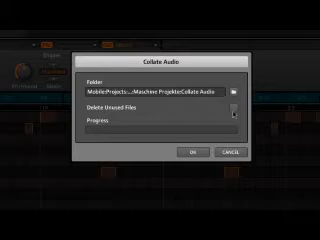 Collate Audio
Folder
Mobile:Projects:...:Maschine Projekte:Collate Audio
Delete Unused Files
Progress
OK
CANCEL